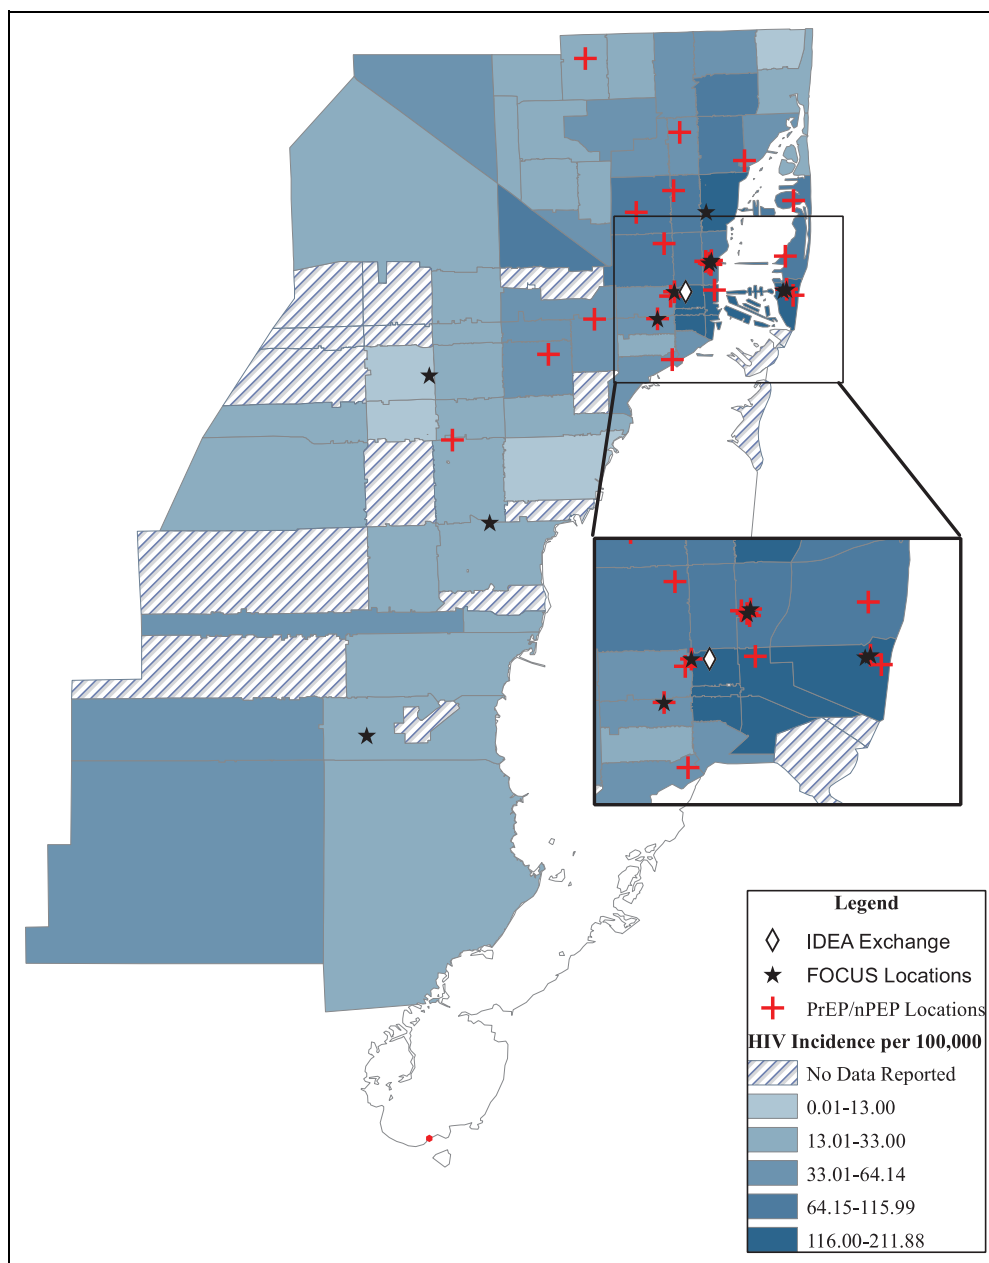 Legend
IDEA Exchange
FOCUS Locations
PrEP/nPEP Locations
HIV Incidence per 100,000
No Data Reported
0.01-13.00
13.01-33.00
33.01-64.14
64.15-115.99
116.00-211.88